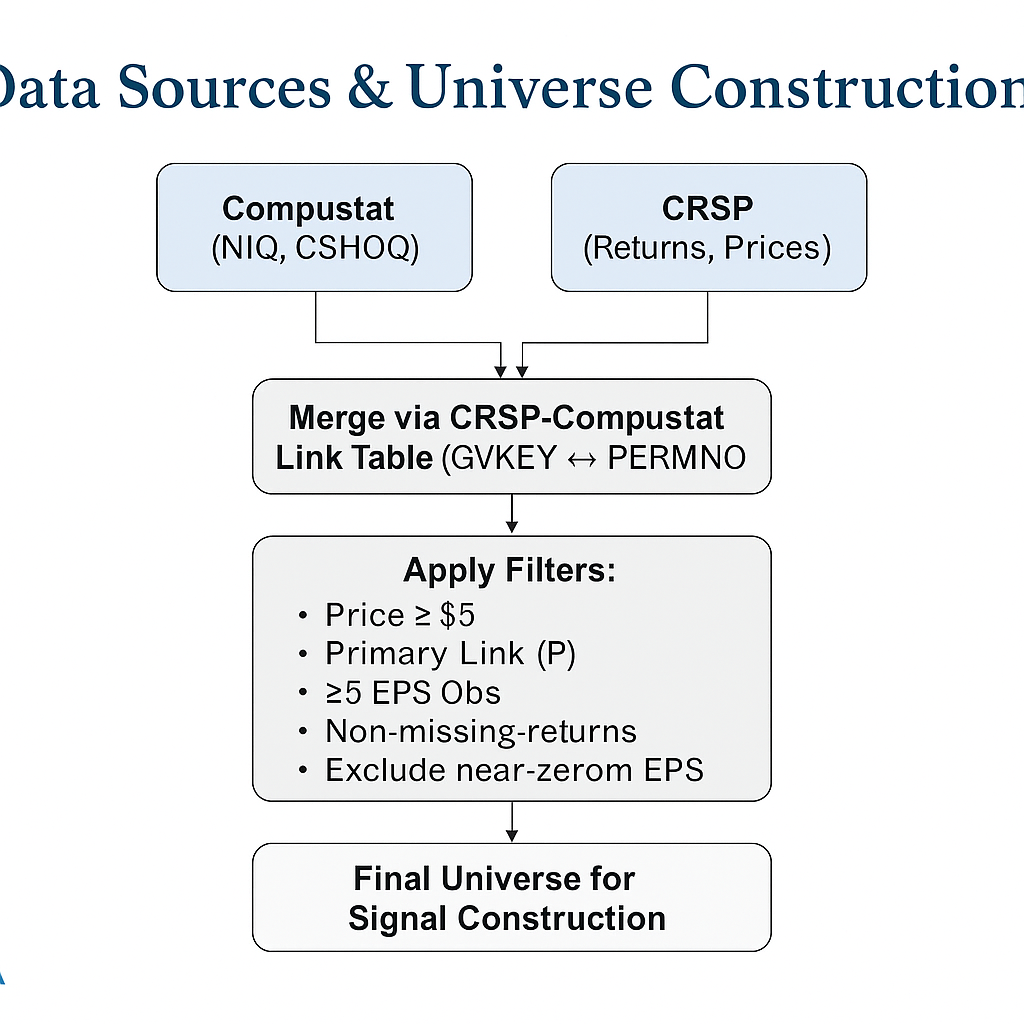 Data Sources & Universe Construction
Compustat
(NIQ, CSHOQ)
CRSP
(Returns, Prices)
Merge via CRSP-Compustat
Link Table (GVKEY ↔ PERMNO
Apply Filters:
• Price ≥ $5
• Primary Link (P)
• ≥5 EPS Obs
• Non-missing-returns
• Exclude near-zerom EPS
Final Universe for
Signal Construction